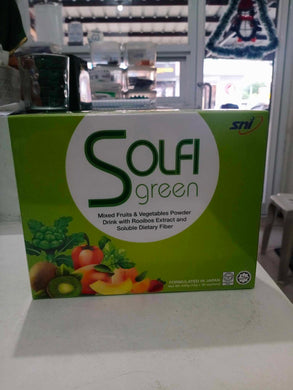 SNI
SOLFI
green
Mixed Fruits & Vegetables Powder
Drink with Rooibos Extract and
Soluble Dietary Fiber
FORMULATED IN JAPAN